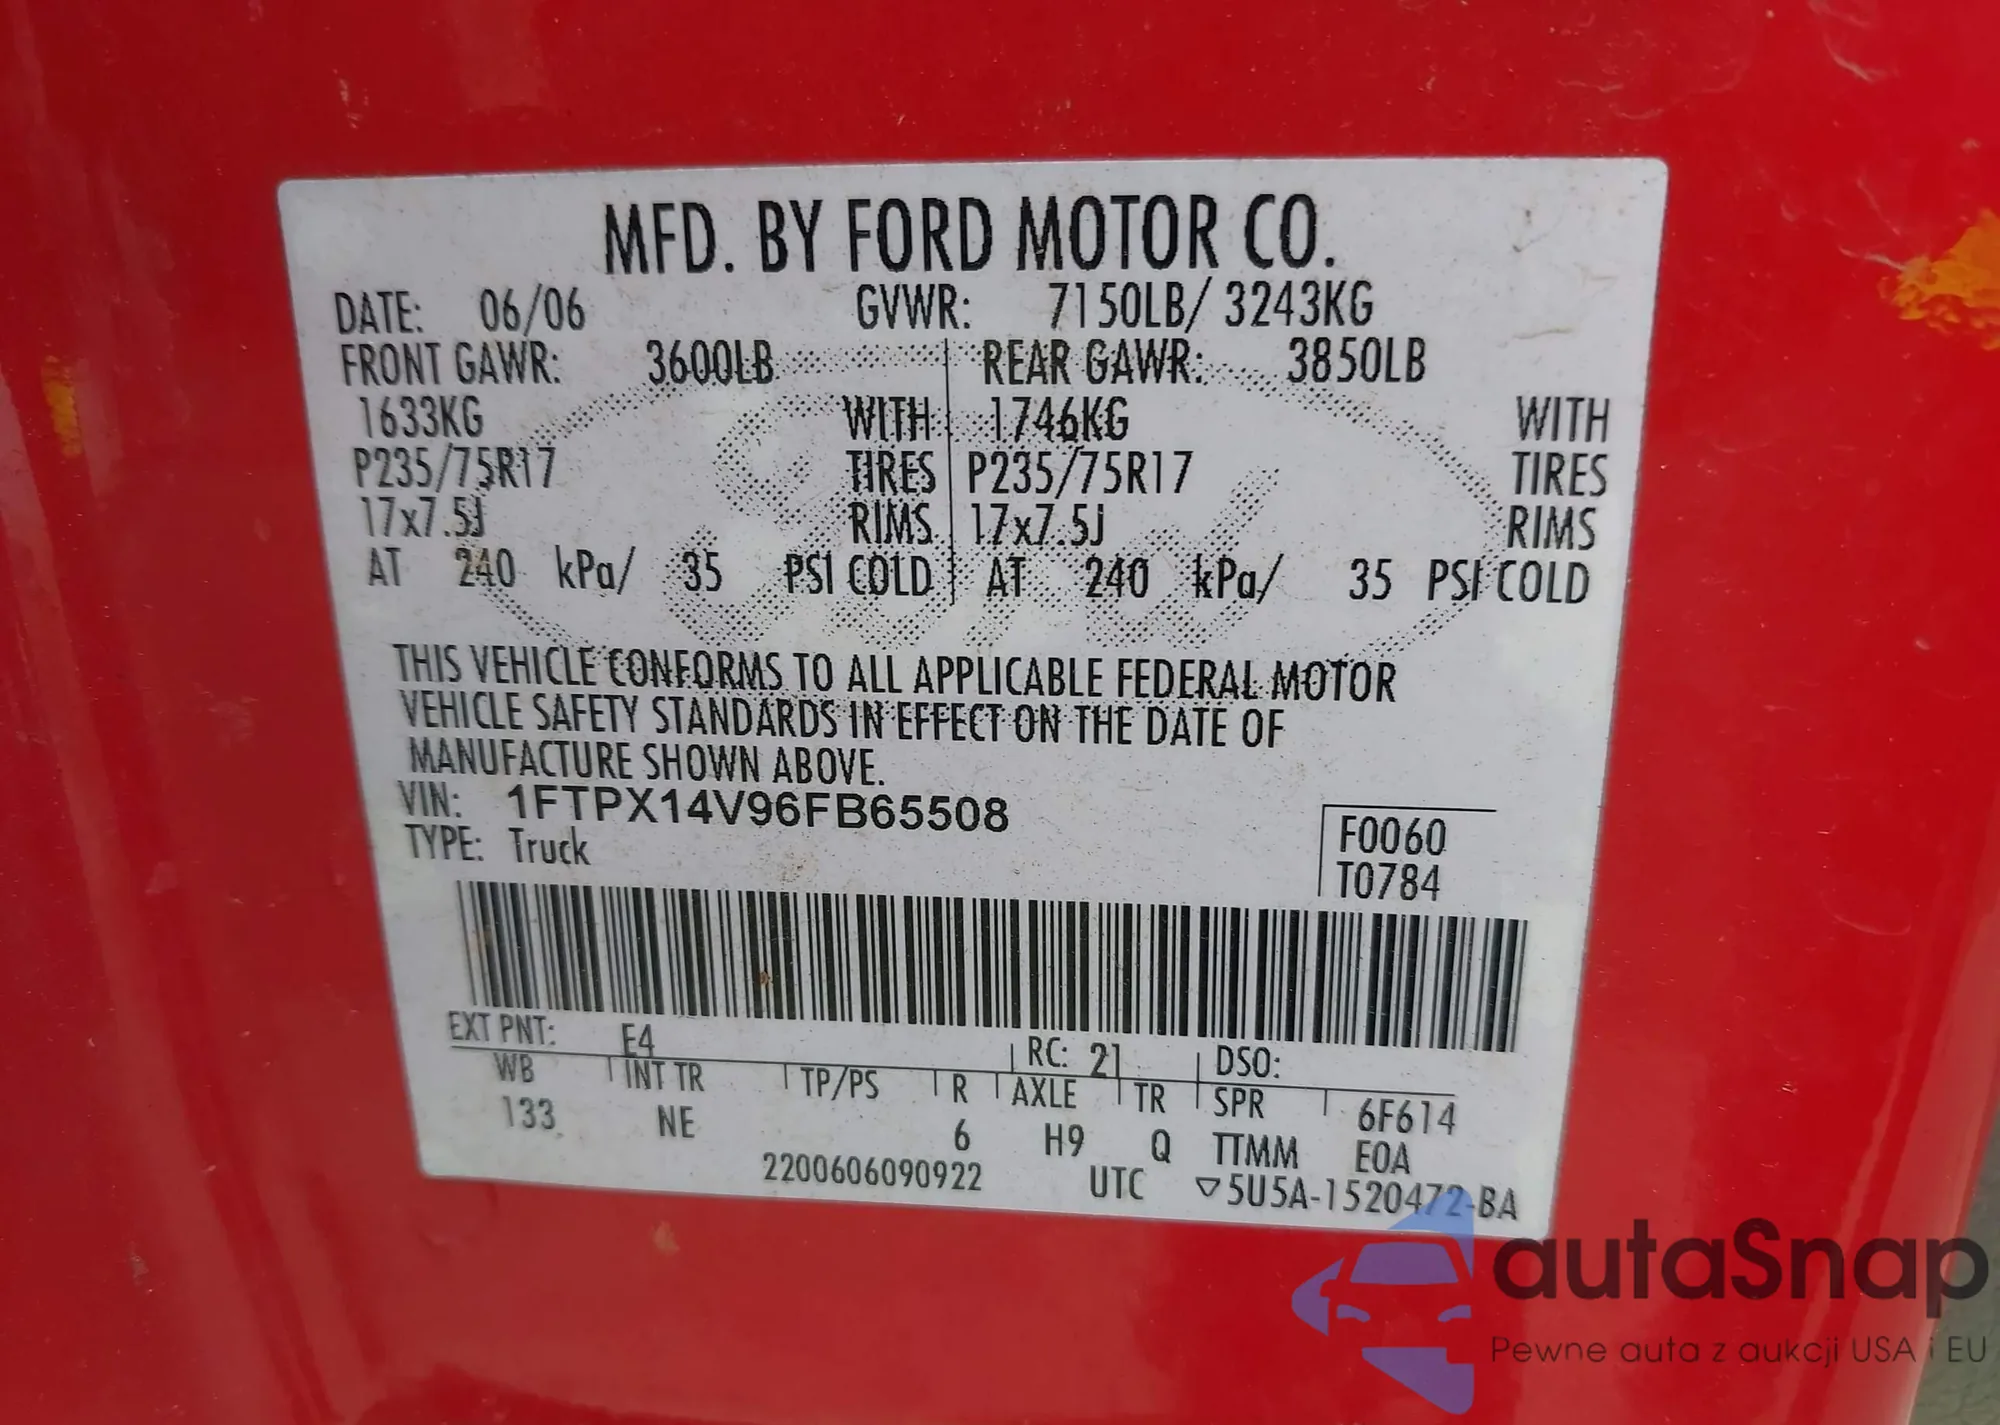 MFD. BY FORD MOTOR CO.
DATE: 06/06 GVWR: 7150LB/ 3243KG
FRONT GAWR: 3600LB REAR GAWR: 3850LB
1633KG WITH 1746KG WITH
P235/75R17 TIRES P235/75R17 TIRES
17x7.5J RIMS 17x7.5J RIMS
AT 240 kPa/ 35 PSI COLD AT 240 kPa/ 35 PSI COLD
THIS VEHICLE CONFORMS TO ALL APPLICABLE FEDERAL MOTOR
VEHICLE SAFETY STANDARDS IN EFFECT ON THE DATE OF
MANUFACTURE SHOWN ABOVE.
VIN: 1FTPX14V96FB65508
TYPE: Truck
F0060
T0784
EXT PNT: E4 RC: 21 DSO:
WB INT TR TP/PS R AXLE TR SPR 6F614
133 NE 6 H9 Q TTMM EOA
2200606090922 UTC ▽5U5A-1520472-BA
autaSnap
Pewne auta z aukcji USA i EU